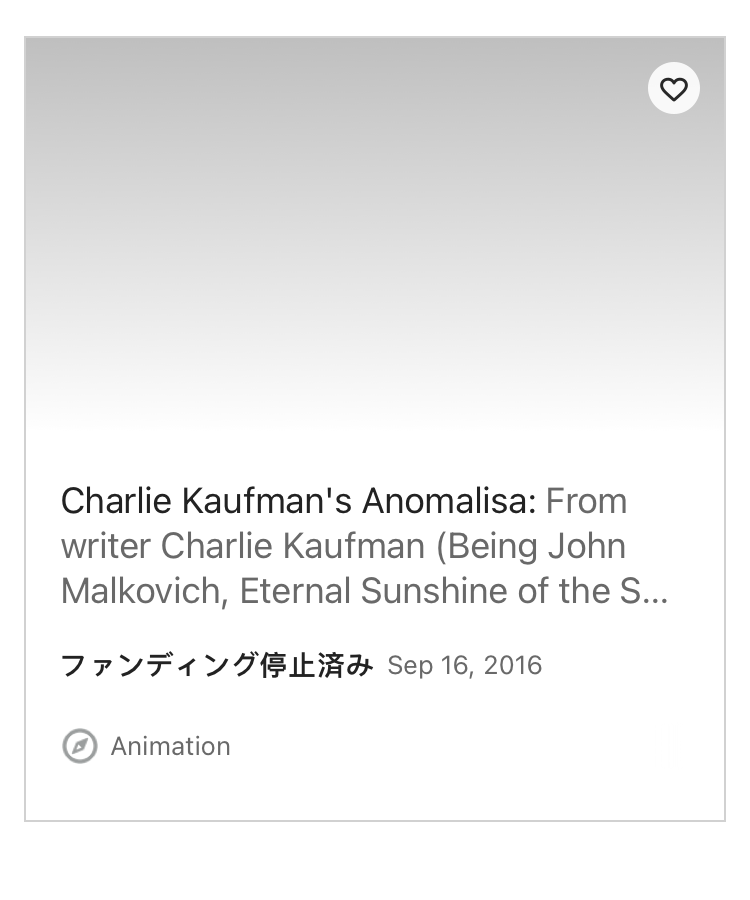 Charlie Kaufman's Anomalisa: From
writer Charlie Kaufman (Being John
Malkovich, Eternal Sunshine of the S...
ファンディング停止済み Sep 16, 2016
Animation